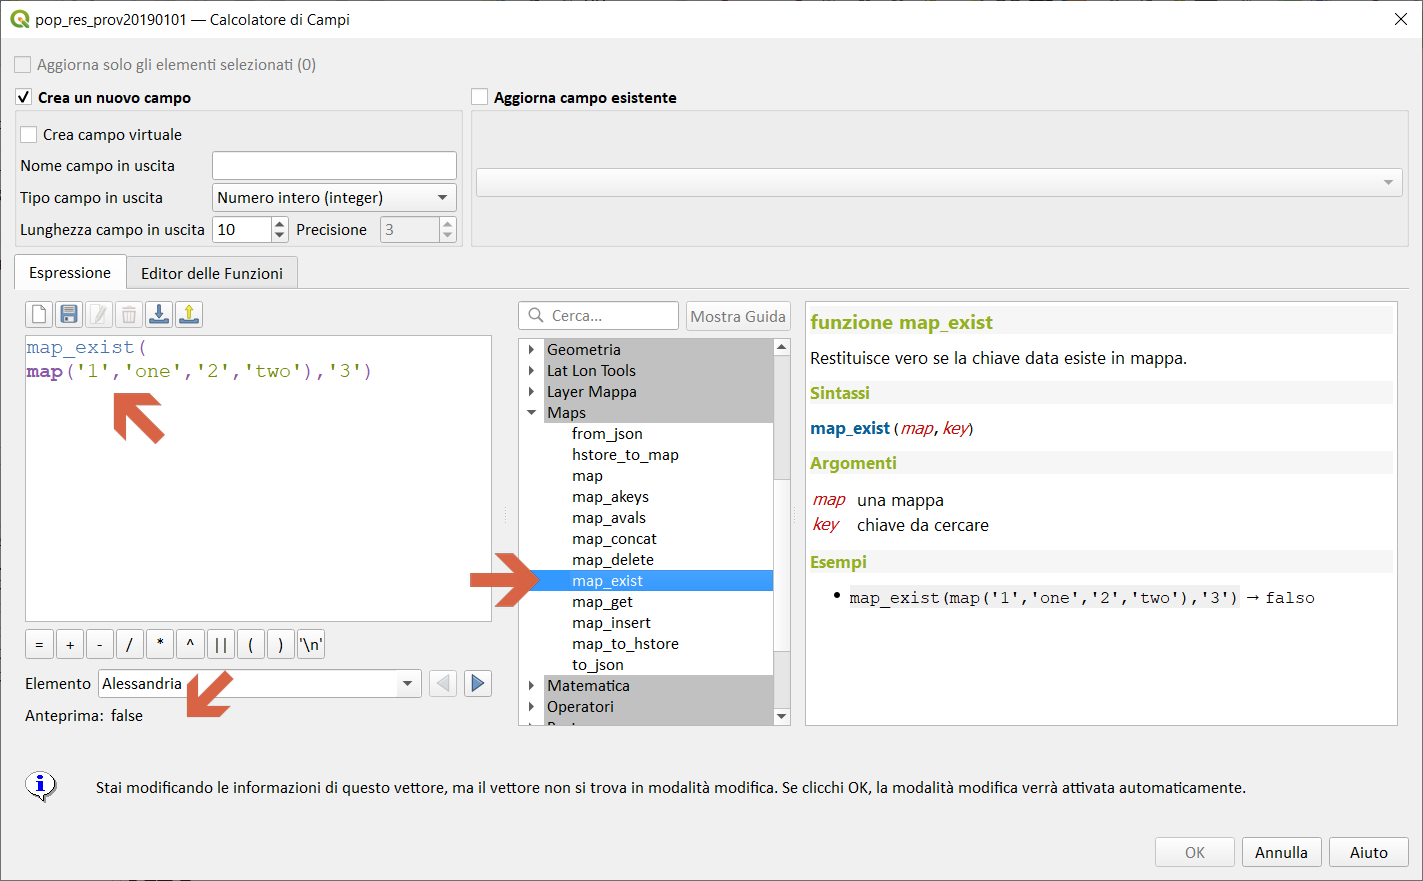 pop_res_prov20190101 — Calcolatore di Campi
Aggiorna solo gli elementi selezionati (0)
Crea un nuovo campo
Aggiorna campo esistente
Crea campo virtuale
Nome campo in uscita
Tipo campo in uscita Numero intero (integer)
Lunghezza campo in uscita 10 Precisione 3
Espressione Editor delle Funzioni
map_exist(
map('1','one','2','two'),'3')
= + - / * ^ || ( ) '\n'
Elemento Alessandria
Anteprima: false
Cerca... Mostra Guida
Geometria
Lat Lon Tools
Layer Mappa
Maps
from_json
hstore_to_map
map
map_akeys
map_avals
map_concat
map_delete
map_exist
map_get
map_insert
map_to_hstore
to_json
Matematica
Operatori
funzione map_exist
Restituisce vero se la chiave data esiste in mappa.
Sintassi
map_exist(map,key)
Argomenti
map una mappa
key chiave da cercare
Esempi
• map_exist(map('1','one','2','two'),'3') → falso
Stai modificando le informazioni di questo vettore, ma il vettore non si trova in modalità modifica. Se clicchi OK, la modalità modifica verrà attivata automaticamente.
OK Annulla Aiuto